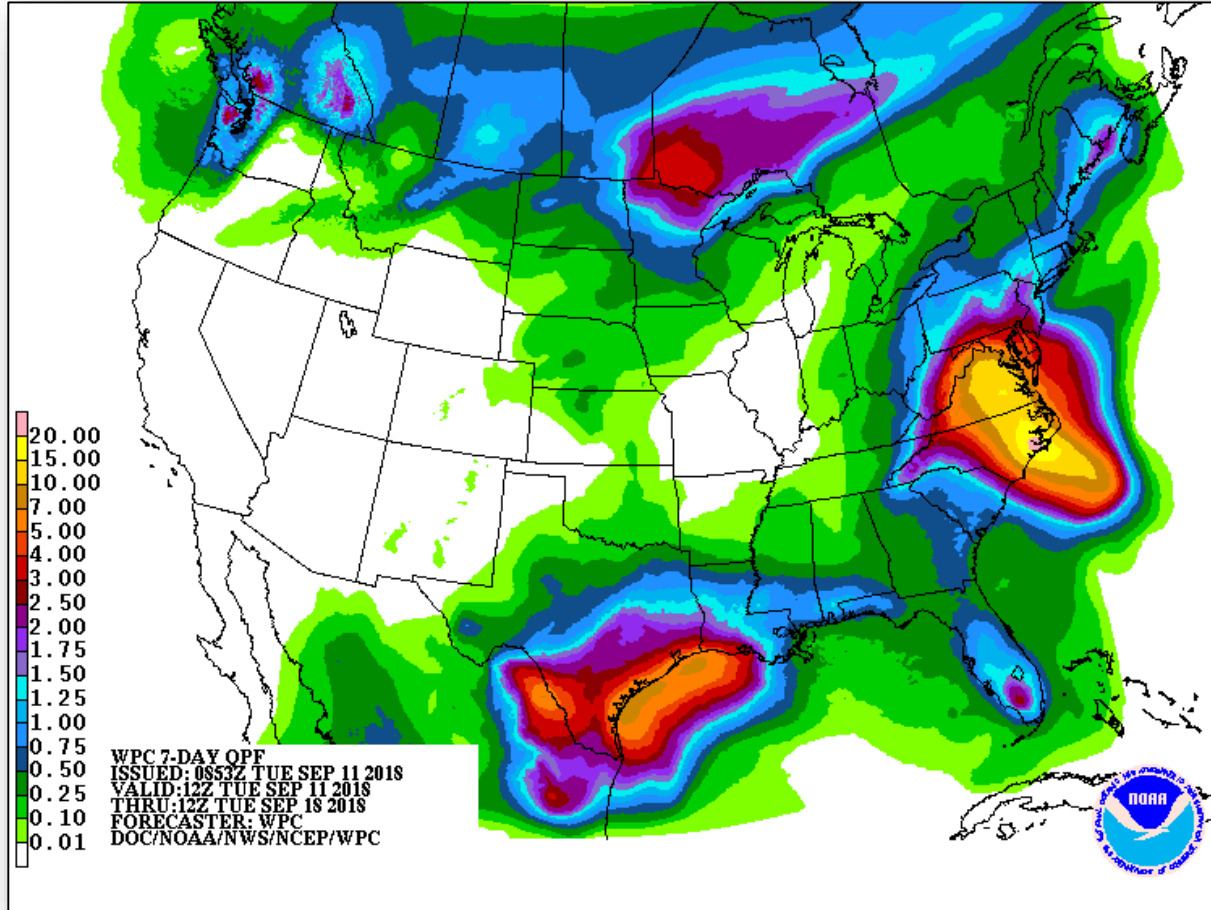 20.00
15.00
10.00
7.00
5.00
4.00
3.00
2.50
2.00
1.75
1.50
1.25
1.00
0.75
0.50
0.25
0.10
0.01
WPC 7-DAY QPF
ISSUED: 0853Z TUE SEP 11 2018
VALID:12Z TUE SEP 11 2018
THRU:12Z TUE SEP 18 2018
FORECASTER: WPC
DOC/NOAA/NWS/NCEP/WPC
NOAA